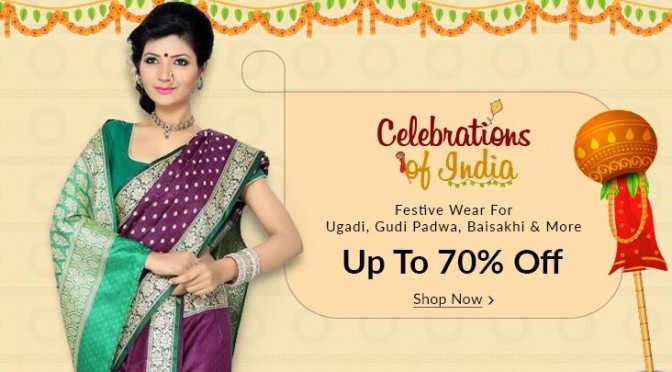 Celebrations
of India
Festive Wear For
Ugadi, Gudi Padwa, Baisakhi & More
Up To 70% Off
Shop Now >